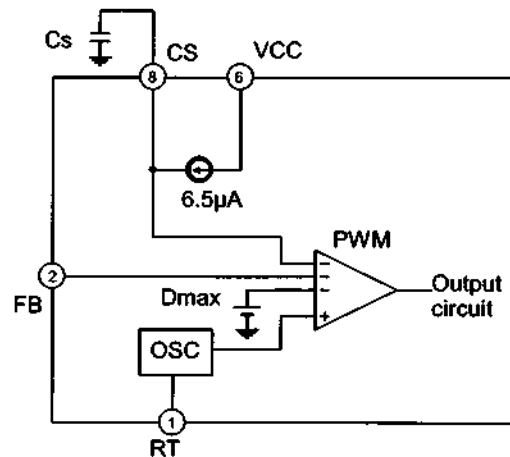 Cs
CS
VCC
8
6
6.5µA
PWM
2
FB
Dmax
Output
circuit
OSC
1
RT